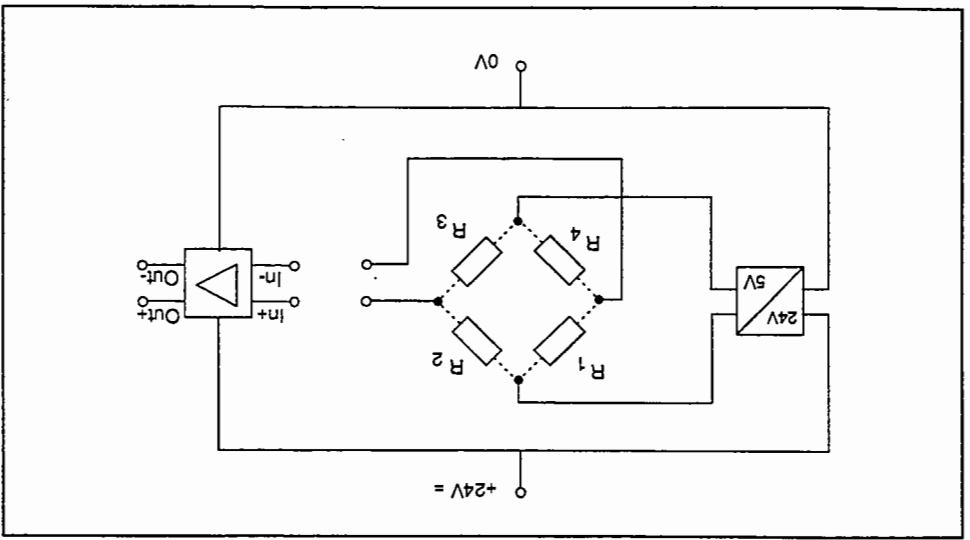 +24V =
R1
R2
24V
5V
In+
Out+
In-
Out-
R4
R3
0V